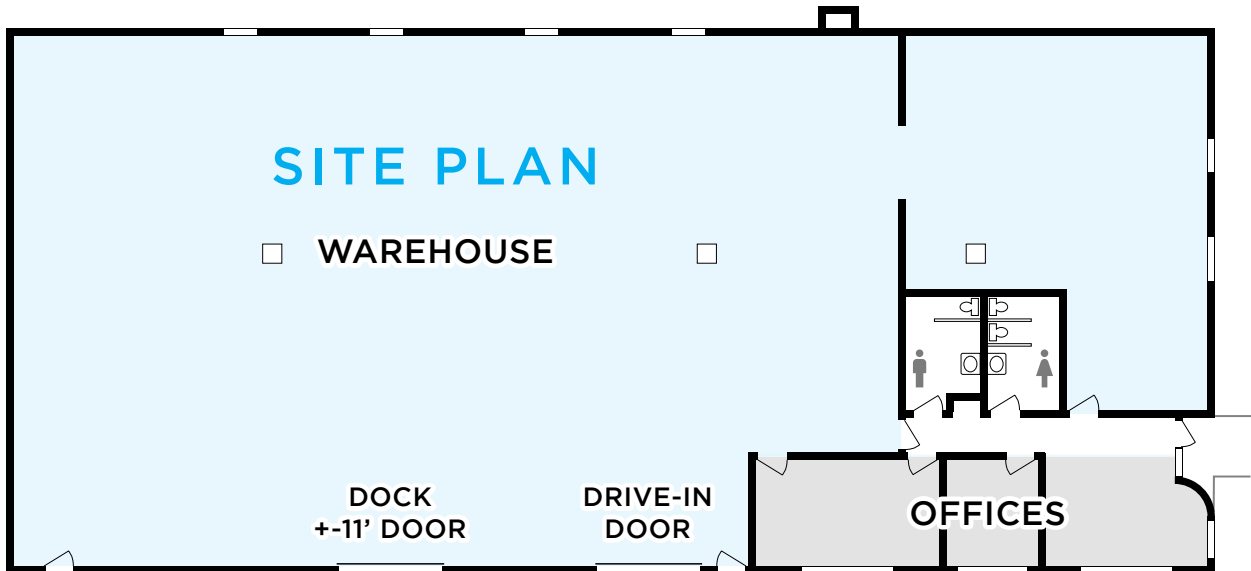 SITE PLAN
WAREHOUSE
DOCK
+-11’ DOOR
DRIVE-IN
DOOR
OFFICES